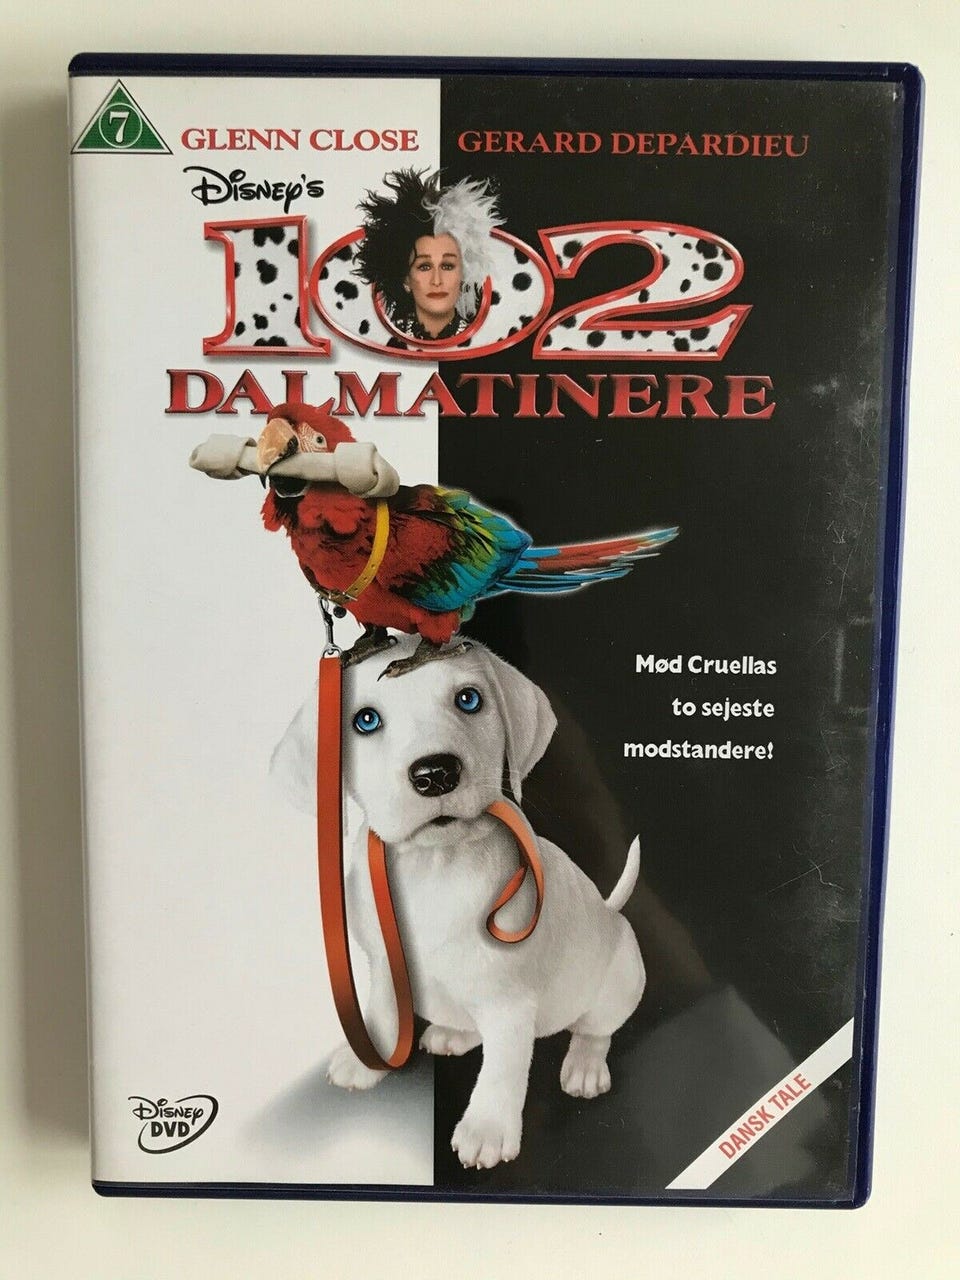 7
GLENN CLOSE GERARD DEPARDIEU
DISNEY'S
102
DALMATINERE
Mød Cruellas
to sejeste
modstandere!
DISNEY
DVD
DANSK TALE